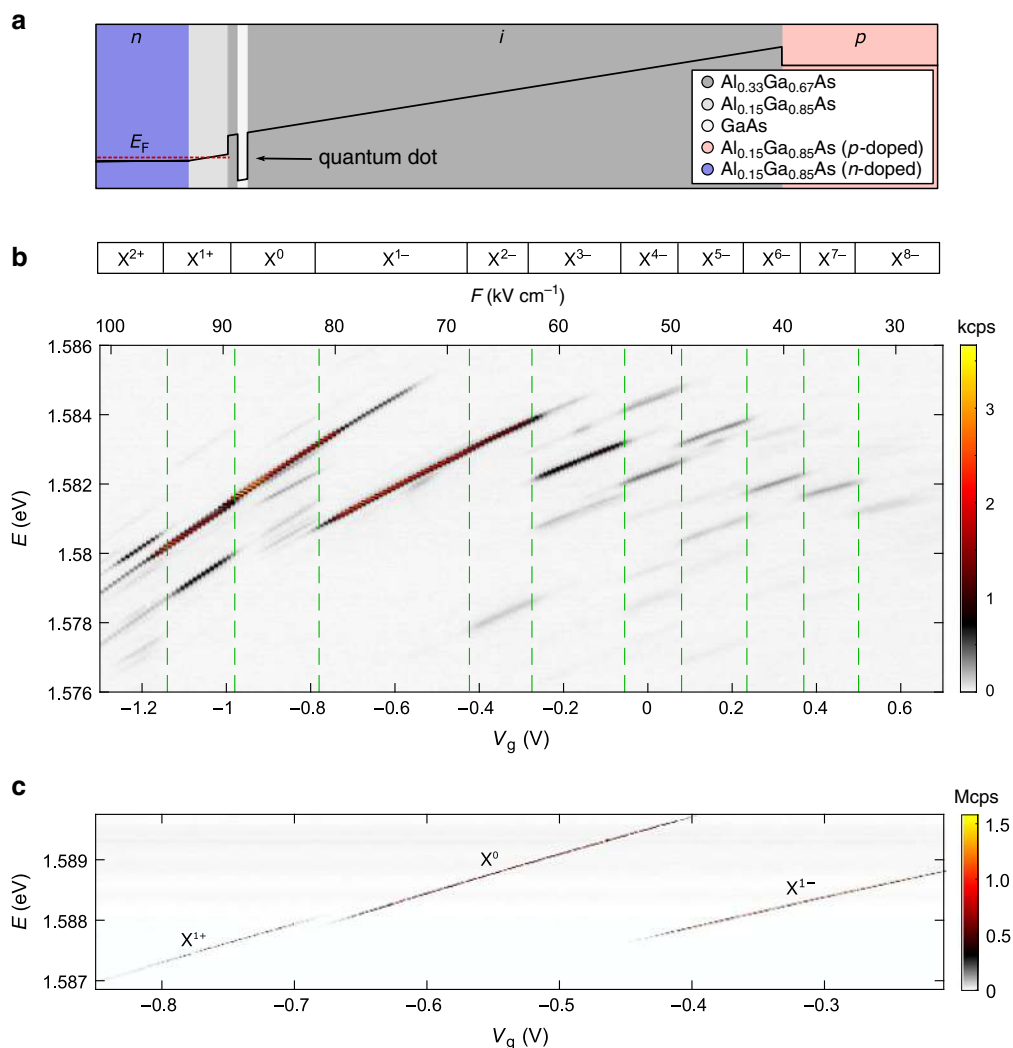 a
n i p
E_F
quantum dot
Al0.33Ga0.67As
Al0.15Ga0.85As
GaAs
Al0.15Ga0.85As (p-doped)
Al0.15Ga0.85As (n-doped)
b
X2+ X1+ X0 X1– X2– X3– X4– X5– X6– X7– X8–
F (kV cm–1)
100 90 80 70 60 50 40 30
kcps
1.586
1.584
1.582
1.58
1.578
1.576
E (eV)
3
2
1
0
–1.2 –1 –0.8 –0.6 –0.4 –0.2 0 0.2 0.4 0.6
Vg (V)
c
Mcps
1.589
1.588
1.587
E (eV)
X1+
X0
X1–
1.5
1.0
0.5
0
–0.8 –0.7 –0.6 –0.5 –0.4 –0.3
Vg (V)